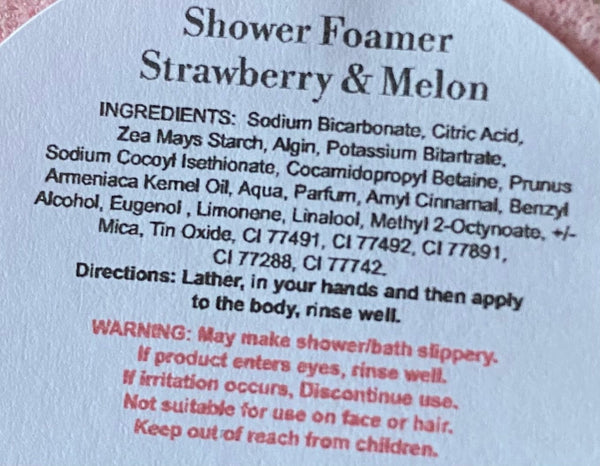 Shower Foamer
Strawberry & Melon
INGREDIENTS: Sodium Bicarbonate, Citric Acid,
Zea Mays Starch, Algin, Potassium Bitartrate,
Sodium Cocoyl Isethionate, Cocamidopropyl Betaine, Prunus
Armeniaca Kernel Oil, Aqua, Parfum, Amyl Cinnamal, Benzyl
Alcohol, Eugenol , Limonene, Linalool, Methyl 2-Octynoate, +/-
Mica, Tin Oxide, CI 77491, CI 77492, CI 77891,
CI 77288, CI 77742.
Directions: Lather, in your hands and then apply
to the body, rinse well.
WARNING: May make shower/bath slippery.
If product enters eyes, rinse well.
If irritation occurs, Discontinue use.
Not suitable for use on face or hair.
Keep out of reach from children.